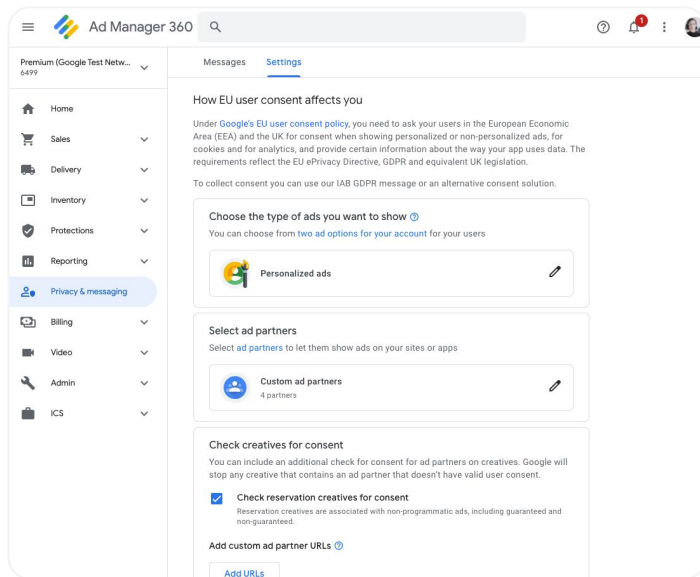 Ad Manager 360
1
Premium (Google Test Netw...
6499
Home
Sales
Delivery
Inventory
Protections
Reporting
Privacy & messaging
Billing
Video
Admin
ICS
Messages
Settings
How EU user consent affects you
Under Google's EU user consent policy, you need to ask your users in the European Economic
Area (EEA) and the UK for consent when showing personalized or non-personalized ads, for
cookies and for analytics, and provide certain information about the way your app uses data. The
requirements reflect the EU ePrivacy Directive, GDPR and equivalent UK legislation.
To collect consent you can use our IAB GDPR message or an alternative consent solution.
Choose the type of ads you want to show
You can choose from two ad options for your account for your users
Personalized ads
Select ad partners
Select ad partners to let them show ads on your sites or apps
Custom ad partners
4 partners
Check creatives for consent
You can include an additional check for consent for ad partners on creatives. Google will
stop any creative that contains an ad partner that doesn't have valid user consent.
Check reservation creatives for consent
Reservation creatives are associated with non-programmatic ads, including guaranteed and
non-guaranteed.
Add custom ad partner URLs
Add URLs